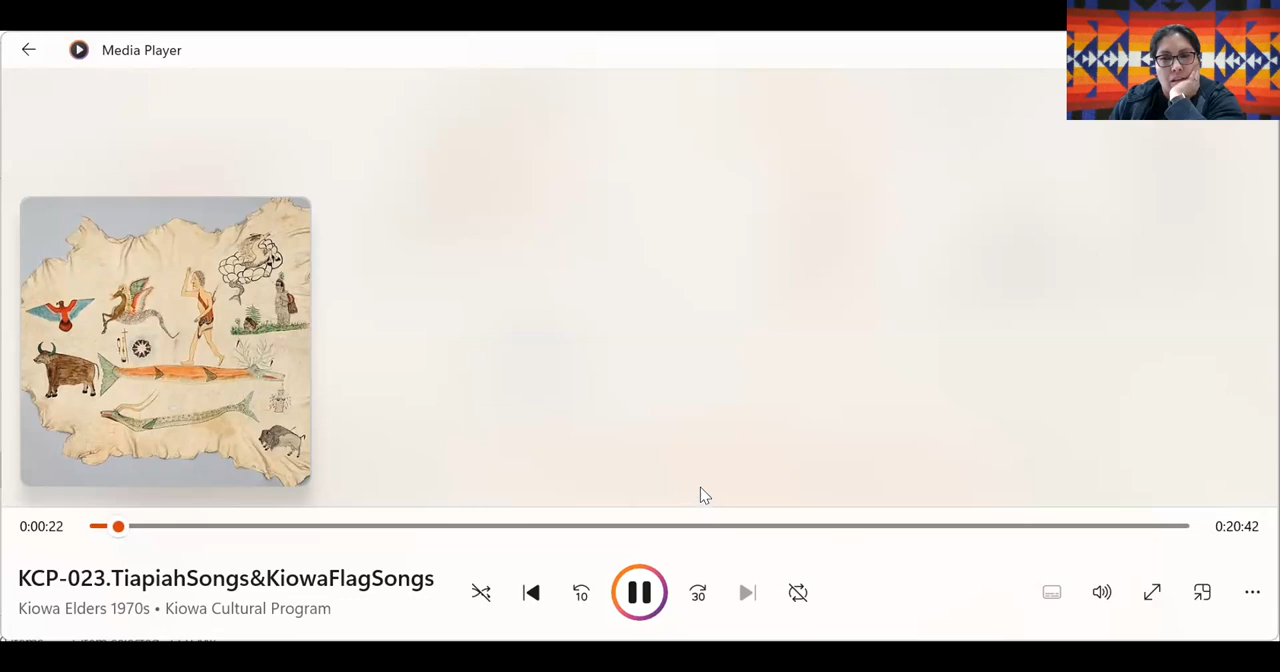 Media Player
0:00:22
0:20:42
KCP-023.TiapiahSongs&KiowaFlagSongs
Kiowa Elders 1970s • Kiowa Cultural Program
10
30